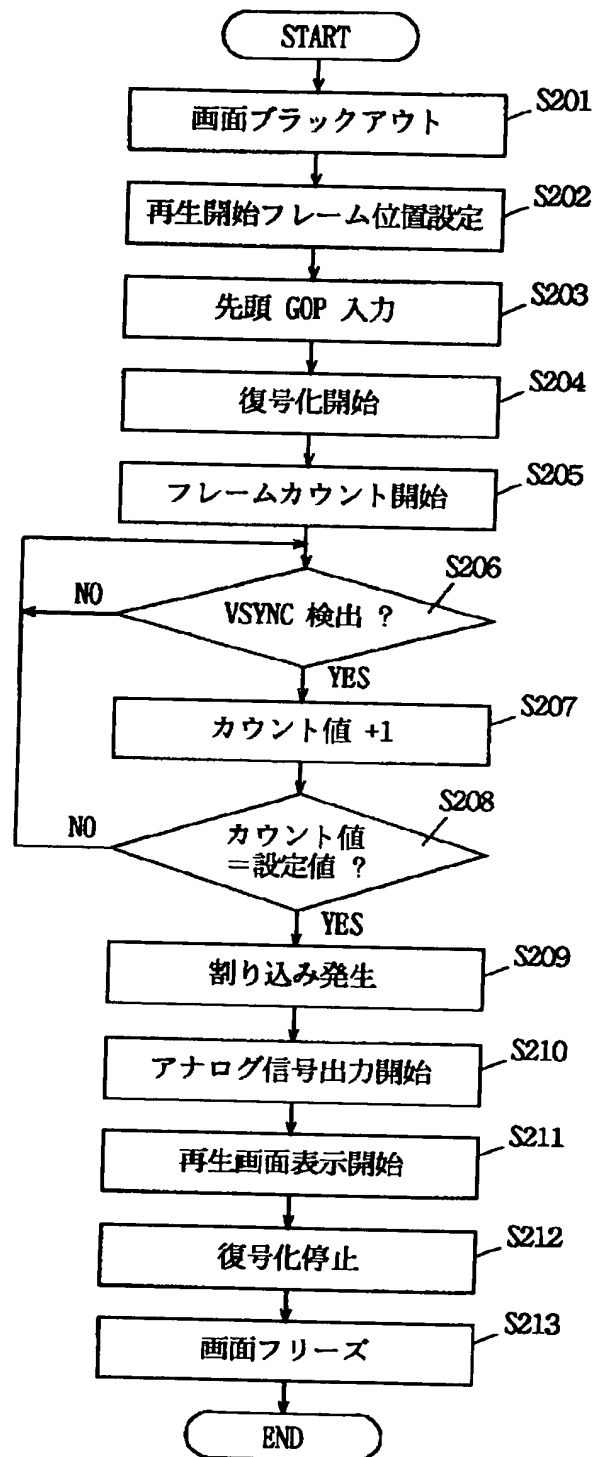 START
画面ブラックアウト
S201
再生開始フレーム位置設定
S202
先頭 GOP 入力
S203
復号化開始
S204
フレームカウント開始
S205
VSYNC 検出 ?
S206
NO
YES
カウント値 +1
S207
カウント値
=設定値 ?
S208
NO
YES
割り込み発生
S209
アナログ信号出力開始
S210
再生画面表示開始
S211
復号化停止
S212
画面フリーズ
S213
END